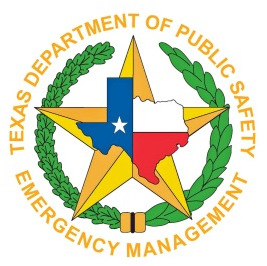 TEXAS DEPARTMENT OF PUBLIC SAFETY
EMERGENCY MANAGEMENT